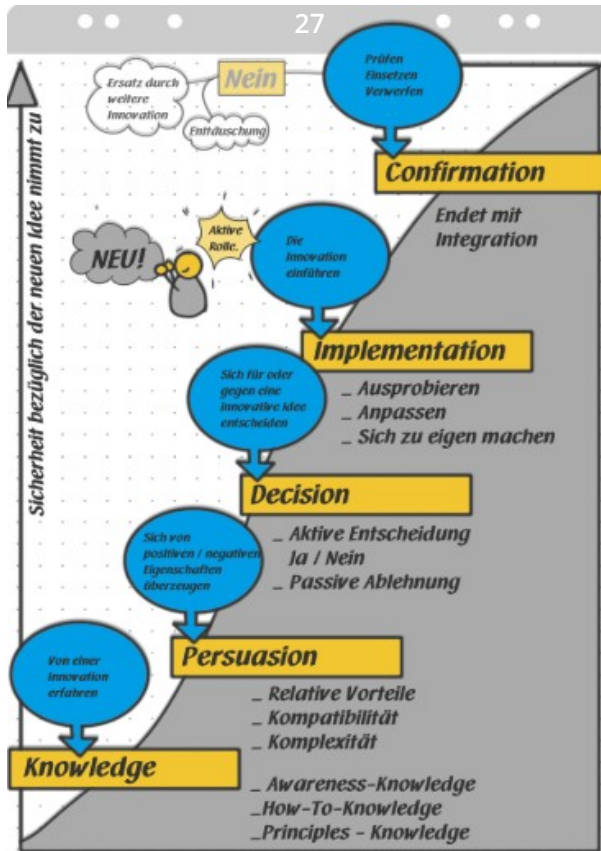 27
Prüfen
Einsetzen
Verwerfen
Nein
Ersatz durch
weitere
Innovation
Enttäuschung
Confirmation
Endet mit
Integration
Aktive
Rolle.
NEU!
Die
Innovation
einführen
Implementation
_ Ausprobieren
_ Anpassen
_ Sich zu eigen machen
Sich für oder
gegen eine
innovative Idee
entscheiden
Decision
_ Aktive Entscheidung
Ja / Nein
_ Passive Ablehnung
Sich von
positiven / negativen
Eigenschaften
überzeugen
Persuasion
_ Relative Vorteile
_ Kompatibilität
_ Komplexität
Von einer
Innovation
erfahren
Knowledge
_ Awareness-Knowledge
_How-To-Knowledge
_Principles - Knowledge
Sicherheit bezüglich der neuen Idee nimmt zu